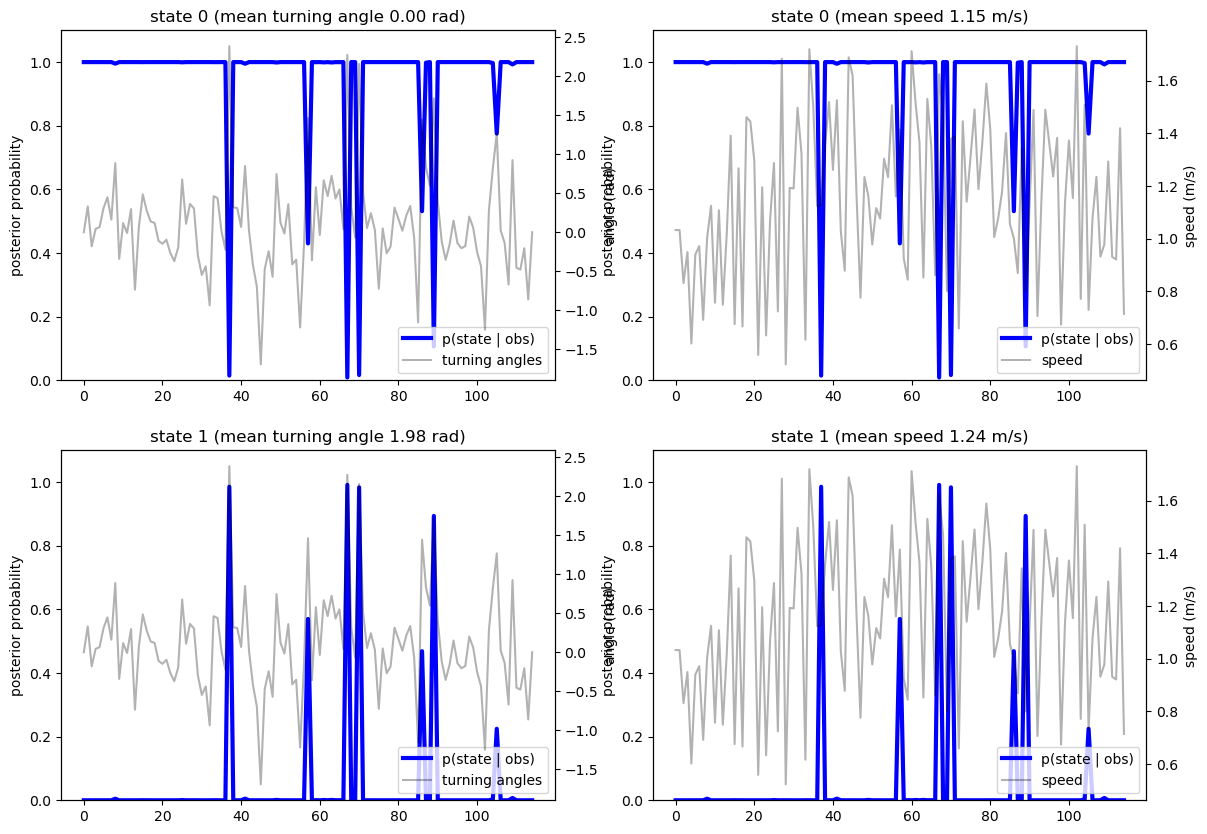 state 0 (mean turning angle 0.00 rad)
posterior probability
1.0
0.8
0.6
0.4
0.2
0.0
0 20 40 60 80 100
2.5
2.0
1.5
1.0
0.5
0.0
−0.5
−1.0
−1.5
angle (rad)
p(state | obs)
turning angles
state 0 (mean speed 1.15 m/s)
posterior probability
1.0
0.8
0.6
0.4
0.2
0.0
0 20 40 60 80 100
1.6
1.4
1.2
1.0
0.8
0.6
speed (m/s)
p(state | obs)
speed
state 1 (mean turning angle 1.98 rad)
posterior probability
1.0
0.8
0.6
0.4
0.2
0.0
0 20 40 60 80 100
2.5
2.0
1.5
1.0
0.5
0.0
−0.5
−1.0
−1.5
angle (rad)
p(state | obs)
turning angles
state 1 (mean speed 1.24 m/s)
posterior probability
1.0
0.8
0.6
0.4
0.2
0.0
0 20 40 60 80 100
1.6
1.4
1.2
1.0
0.8
0.6
speed (m/s)
p(state | obs)
speed